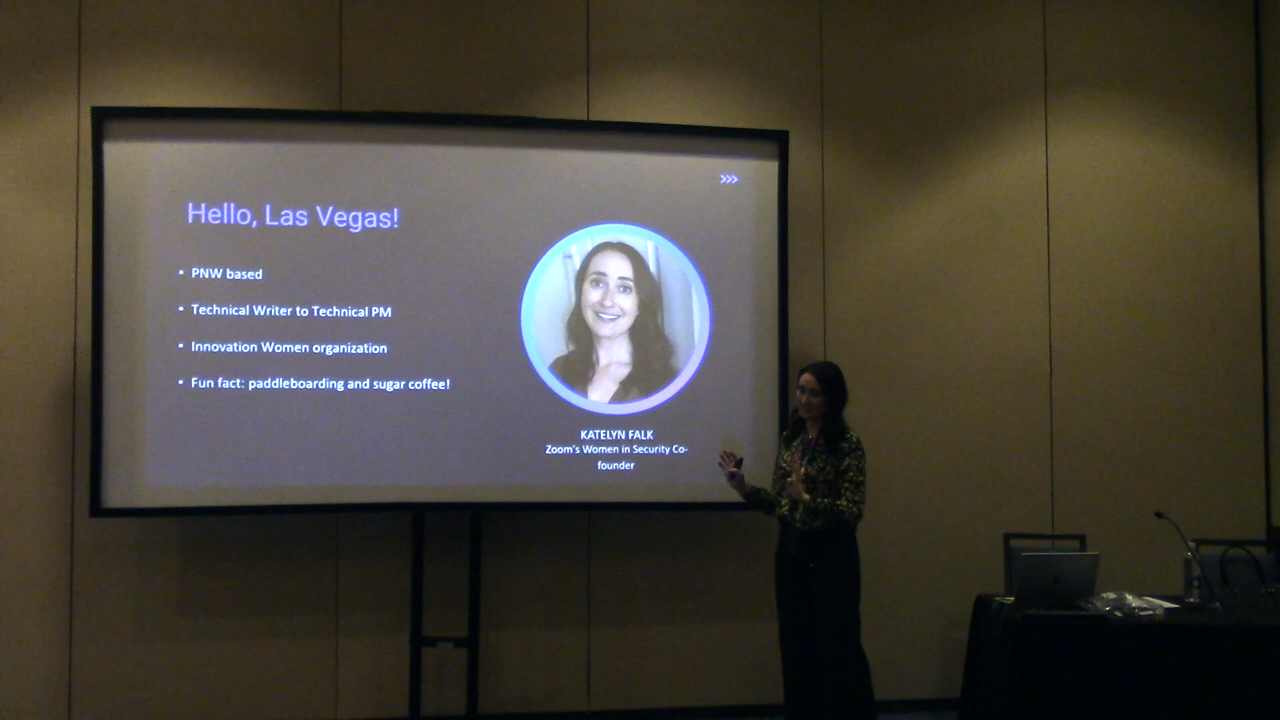 >>>
Hello, Las Vegas!
• PNW based
• Technical Writer to Technical PM
• Innovation Women organization
• Fun fact: paddleboarding and sugar coffee!
KATELYN FALK
Zoom's Women in Security Co-
founder